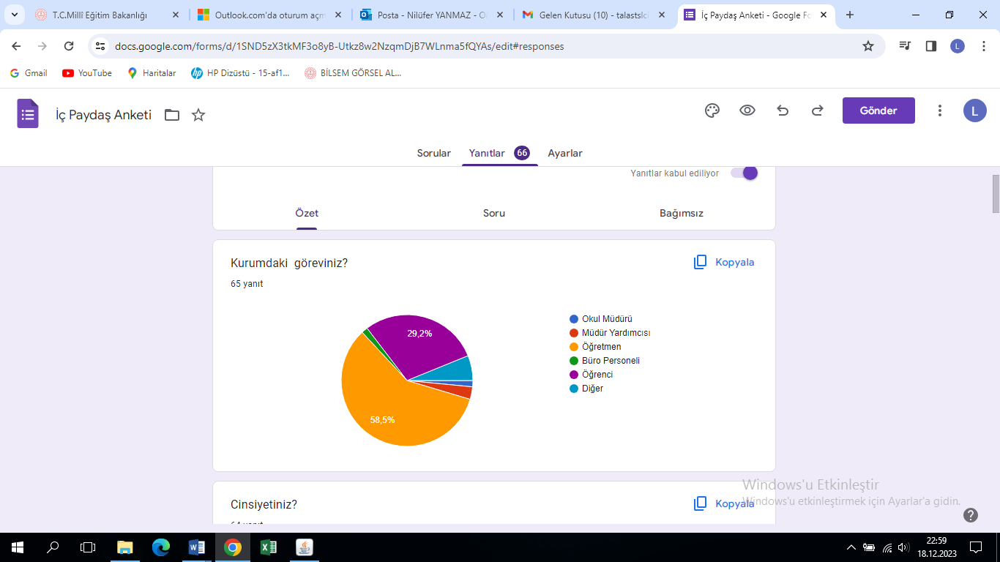 T.C.Millî Eğitim Bakanlığı
Outlook.com'da oturum açm
Posta - Nilüfer YANMAZ - O
Gelen Kutusu (10) - talastslci
İç Paydaş Anketi - Google Fo
docs.google.com/forms/d/1SND5zX3tkMF3o8yB-Utkz8w2NzqmDjB7WLnma5fQYAs/edit#responses
L
Gmail
YouTube
Haritalar
HP Dizüstü - 15-af1...
BİLSEM GÖRSEL AL...
İç Paydaş Anketi
Gönder
L
Sorular
Yanıtlar 66
Ayarlar
Yanıtlar kabul ediliyor
Özet
Soru
Bağımsız
Kurumdaki göreviniz?
Kopyala
65 yanıt
29,2%
58,5%
Okul Müdürü
Müdür Yardımcısı
Öğretmen
Büro Personeli
Öğrenci
Diğer
Cinsiyetiniz?
Kopyala
Windows'u Etkinleştir
Windows'u etkinleştirmek için Ayarlar'a gidin.
22:59
18.12.2023